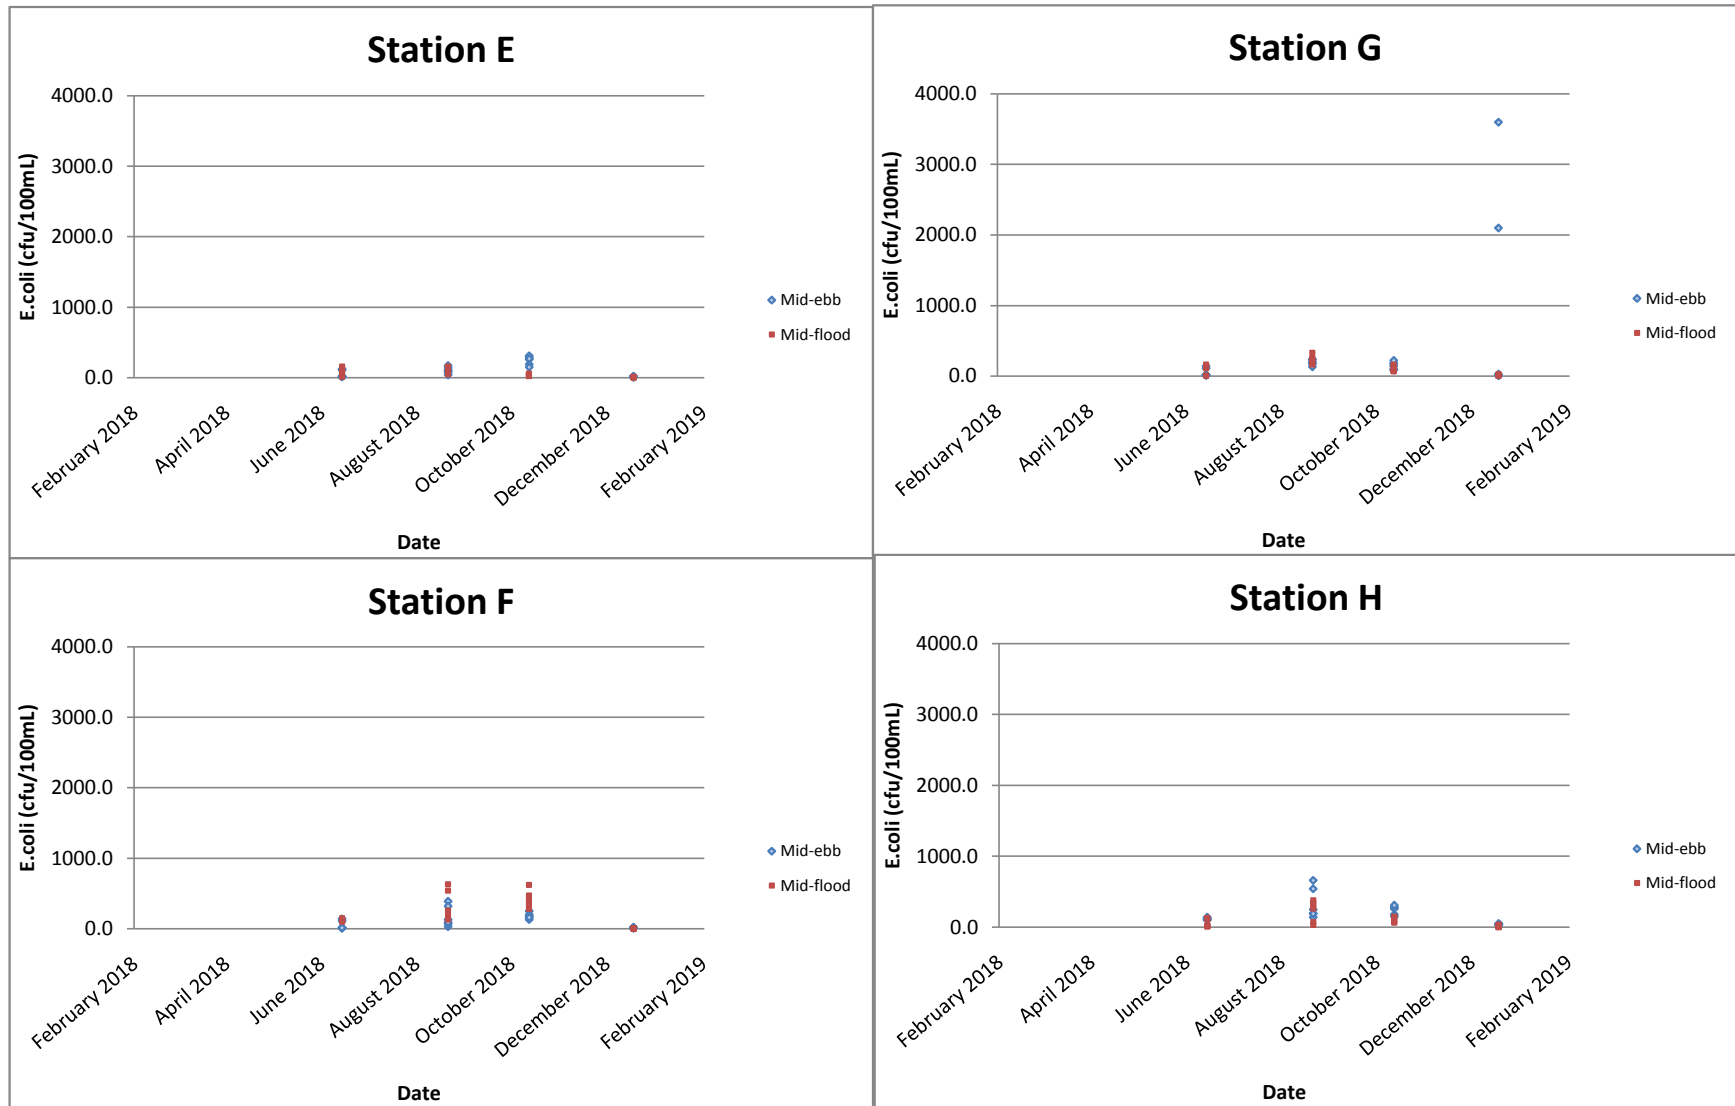 Station E
E.coli (cfu/100mL)
4000.0
3000.0
2000.0
1000.0
0.0
February 2018
April 2018
June 2018
August 2018
October 2018
December 2018
February 2019
Date
Mid-ebb
Mid-flood
Station G
E.coli (cfu/100mL)
4000.0
3000.0
2000.0
1000.0
0.0
February 2018
April 2018
June 2018
August 2018
October 2018
December 2018
February 2019
Date
Mid-ebb
Mid-flood
Station F
E.coli (cfu/100mL)
4000.0
3000.0
2000.0
1000.0
0.0
February 2018
April 2018
June 2018
August 2018
October 2018
December 2018
February 2019
Date
Mid-ebb
Mid-flood
Station H
E.coli (cfu/100mL)
4000.0
3000.0
2000.0
1000.0
0.0
February 2018
April 2018
June 2018
August 2018
October 2018
December 2018
February 2019
Date
Mid-ebb
Mid-flood